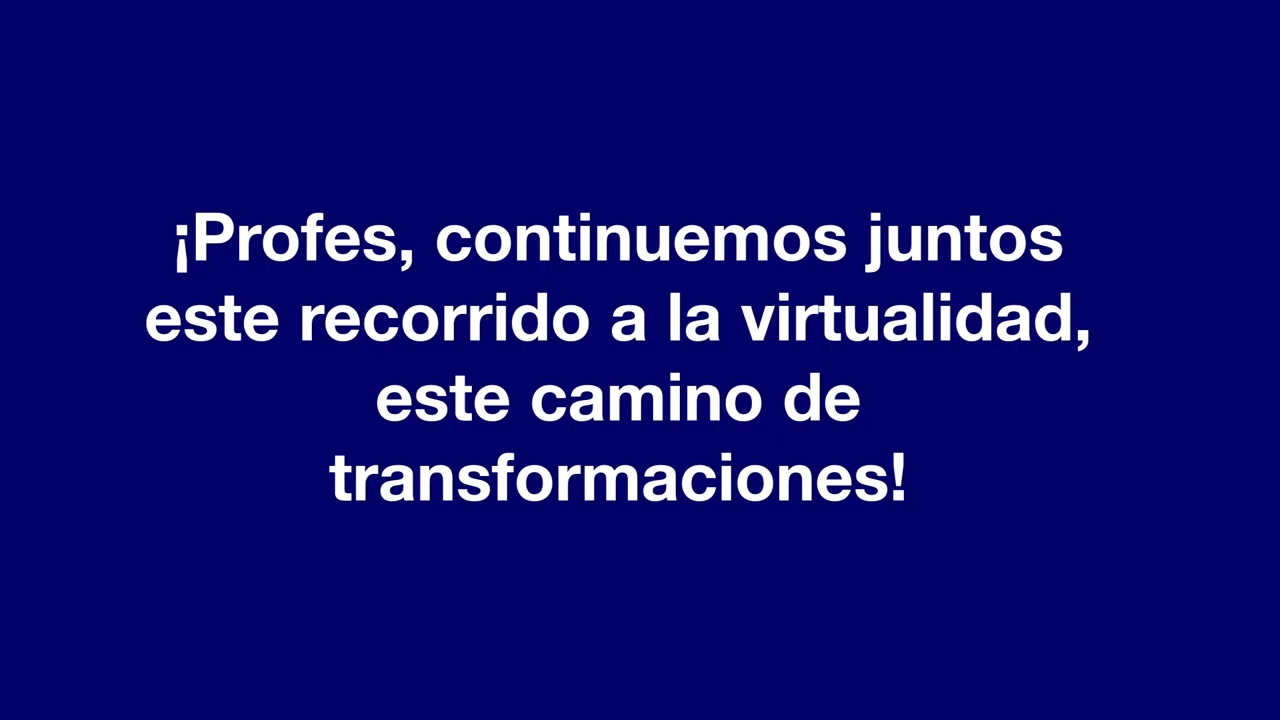 ¡Profes, continuemos juntos
este recorrido a la virtualidad,
este camino de
transformaciones!